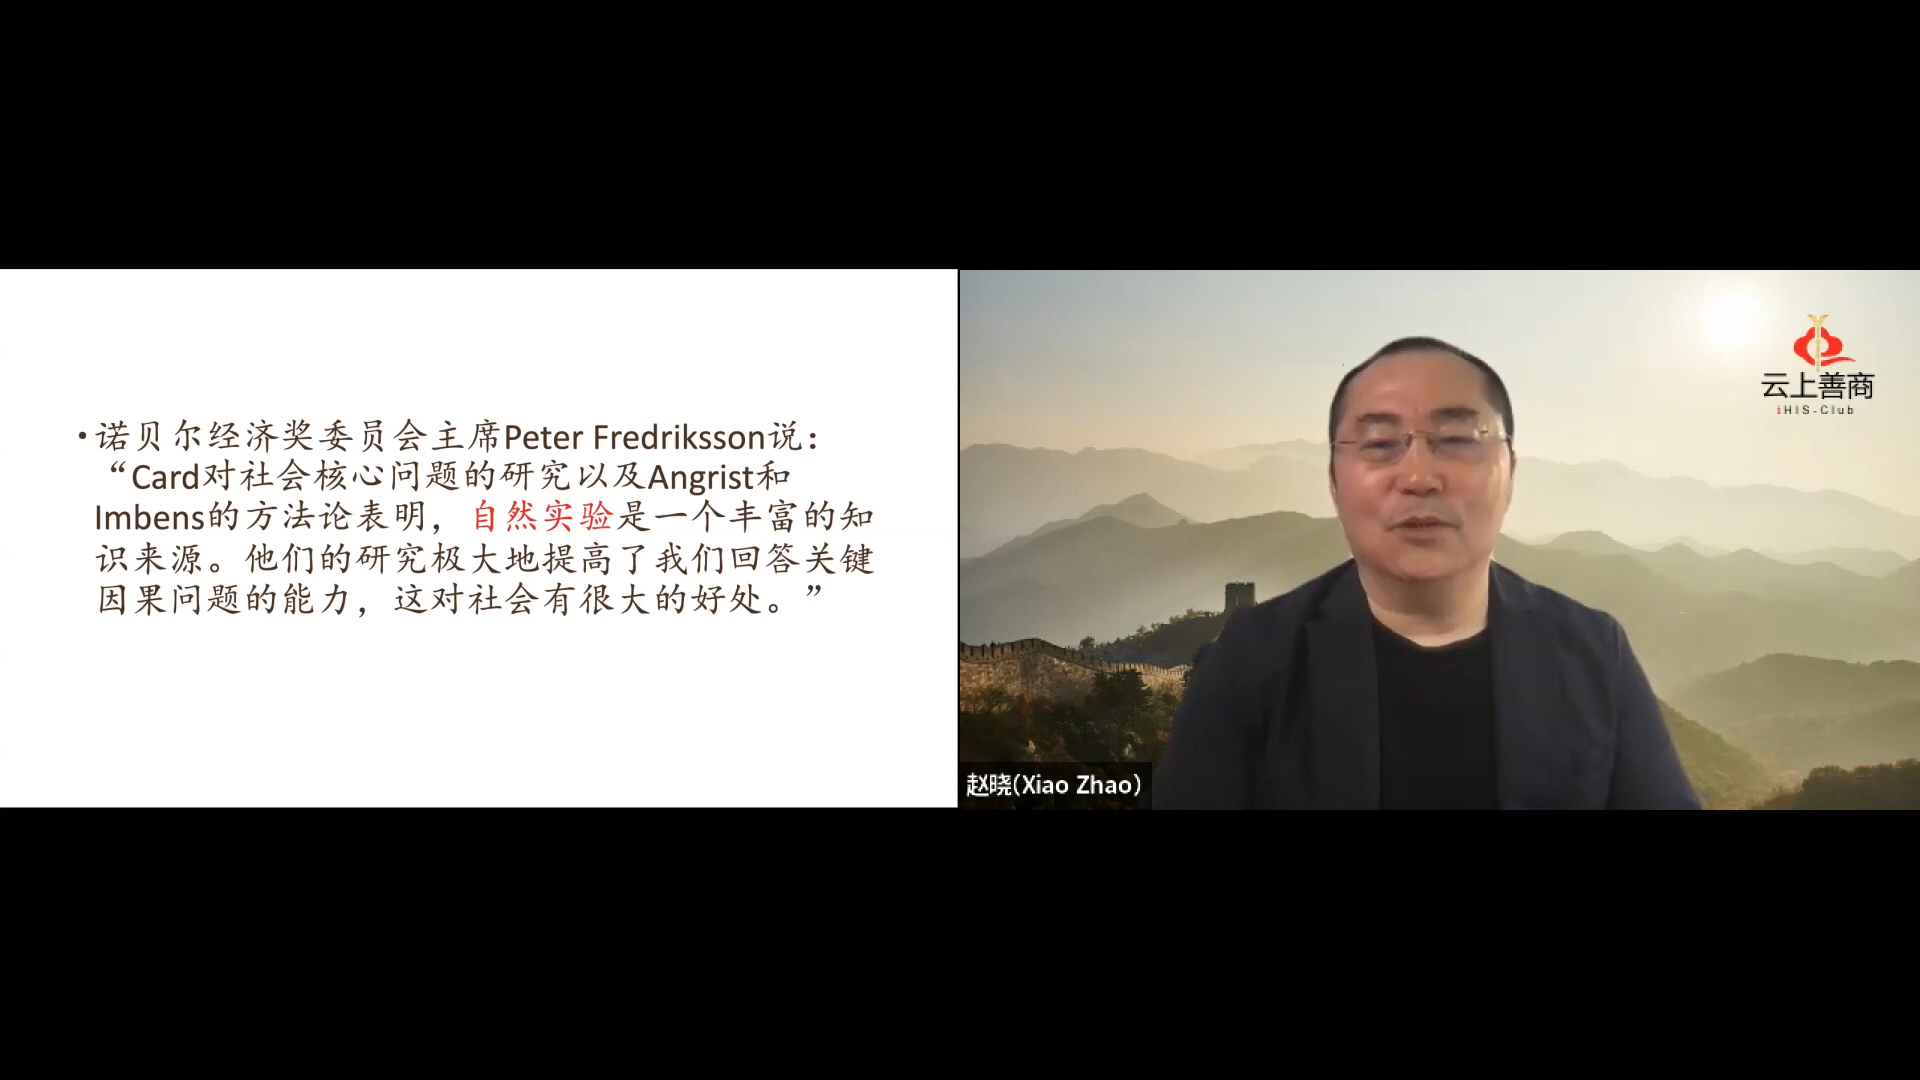 •诺贝尔经济奖委员会主席Peter Fredriksson说：
“Card对社会核心问题的研究以及Angrist和
Imbens的方法论表明，自然实验是一个丰富的知
识来源。他们的研究极大地提高了我们回答关键
因果问题的能力，这对社会有很大的好处。”
云上善商
iHIS-Club
赵晓(Xiao Zhao)